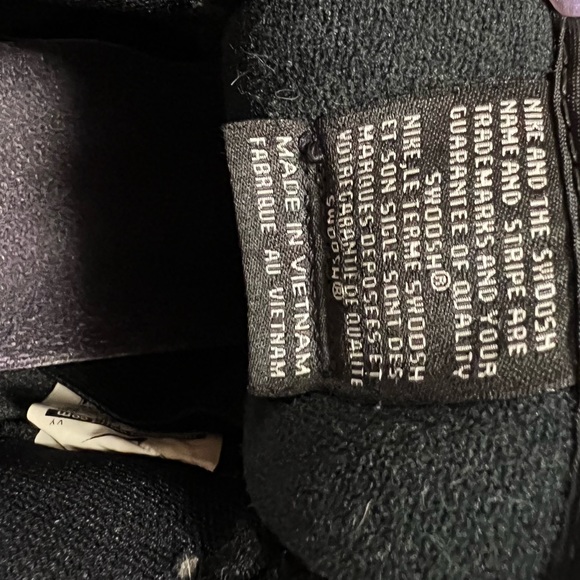 NIKE AND THE SWOOSH
NAME AND STRIPE ARE
TRADEMARKS AND YOUR
GUARANTEE OF QUALITY
SWOOSH®
NIKE, LE TERME SWOOSH
ET SON SIGLE SONT DES
MARQUES DEPOSEES ET
VOTRE GARANTIE DE QUALITE
SWOOSH®
MADE IN VIETNAM
FABRIQUE AU VIETNAM
VY